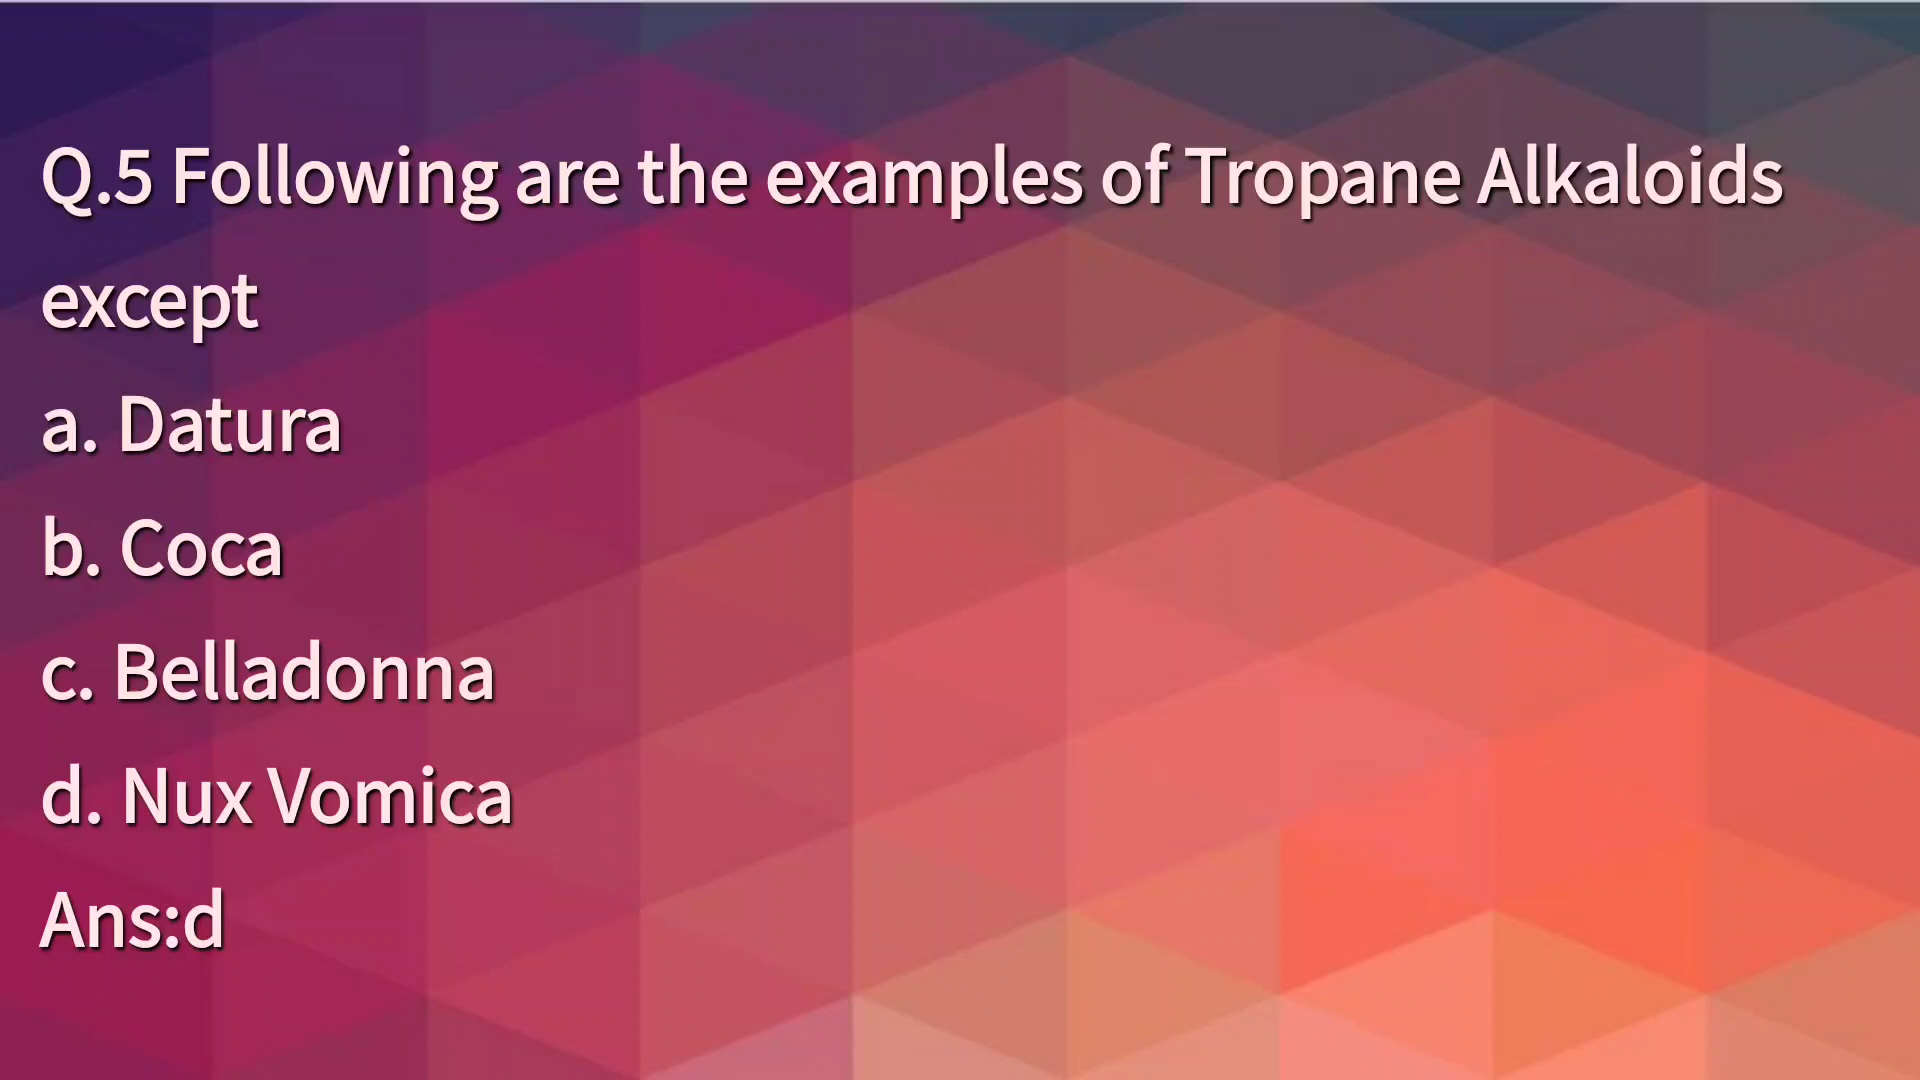 Q.5 Following are the examples of Tropane Alkaloids
except
a. Datura
b. Coca
c. Belladonna
d. Nux Vomica
Ans:d